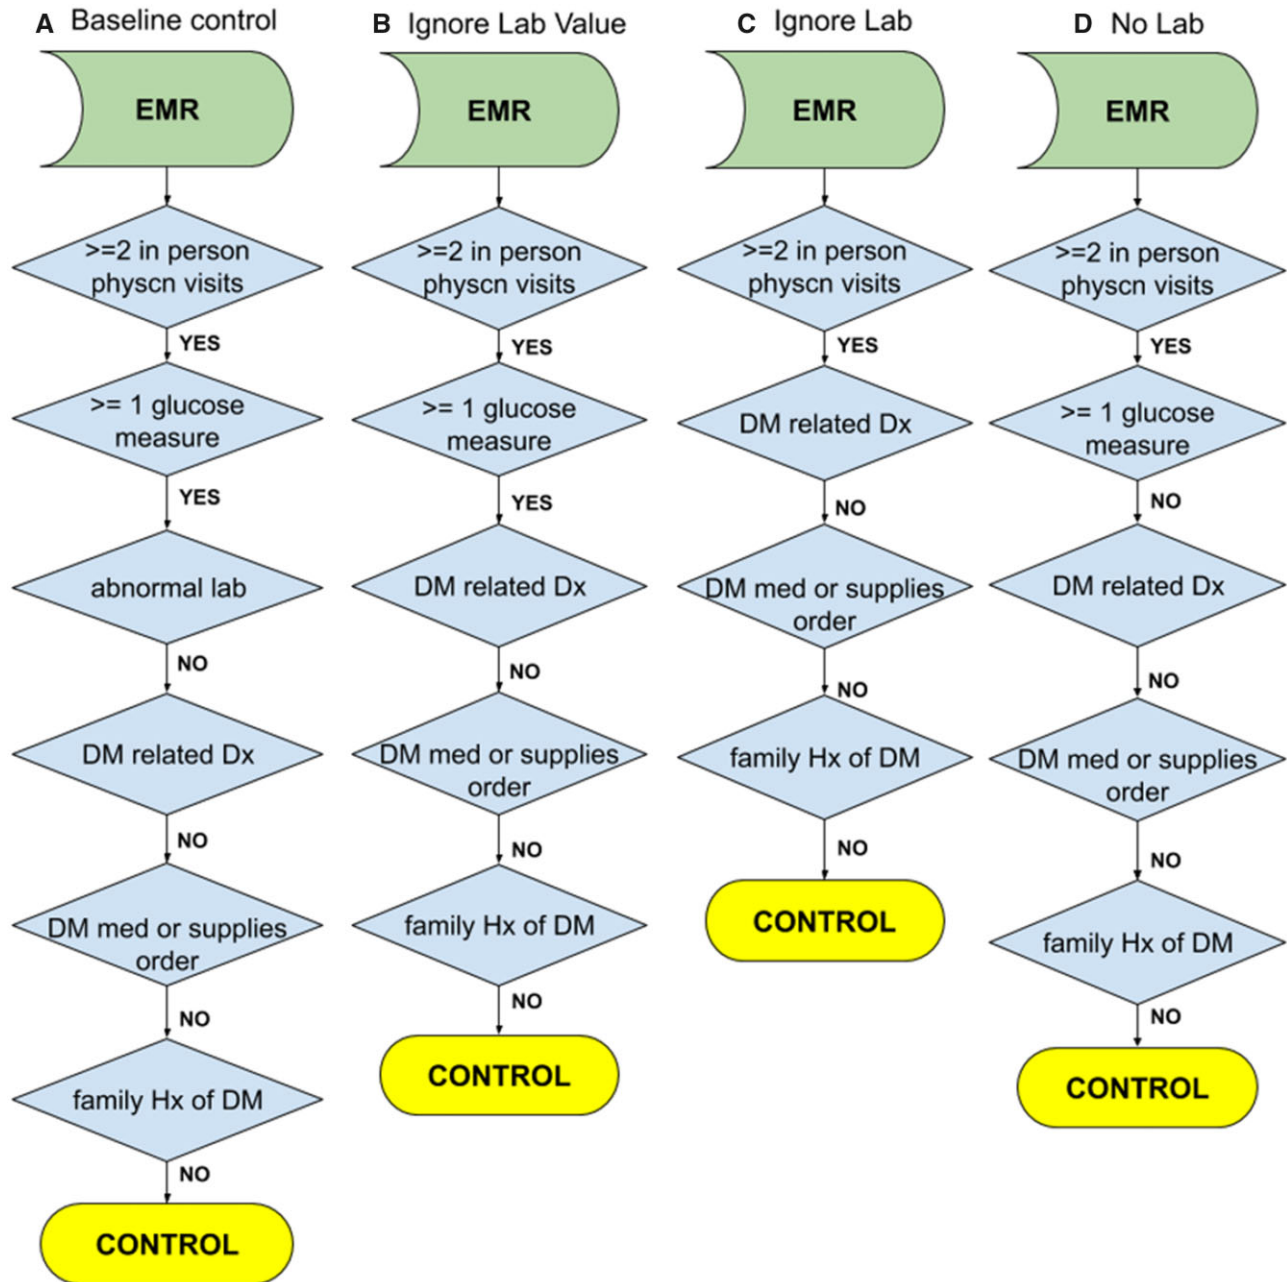 A Baseline control
EMR
>=2 in person
physcn visits
YES
>= 1 glucose
measure
YES
abnormal lab
NO
DM related Dx
NO
DM med or supplies
order
NO
family Hx of DM
NO
CONTROL
B Ignore Lab Value
EMR
>=2 in person
physcn visits
YES
>= 1 glucose
measure
YES
DM related Dx
NO
DM med or supplies
order
NO
family Hx of DM
NO
CONTROL
C Ignore Lab
EMR
>=2 in person
physcn visits
YES
DM related Dx
NO
DM med or supplies
order
NO
family Hx of DM
NO
CONTROL
D No Lab
EMR
>=2 in person
physcn visits
YES
>= 1 glucose
measure
NO
DM related Dx
NO
DM med or supplies
order
NO
family Hx of DM
NO
CONTROL